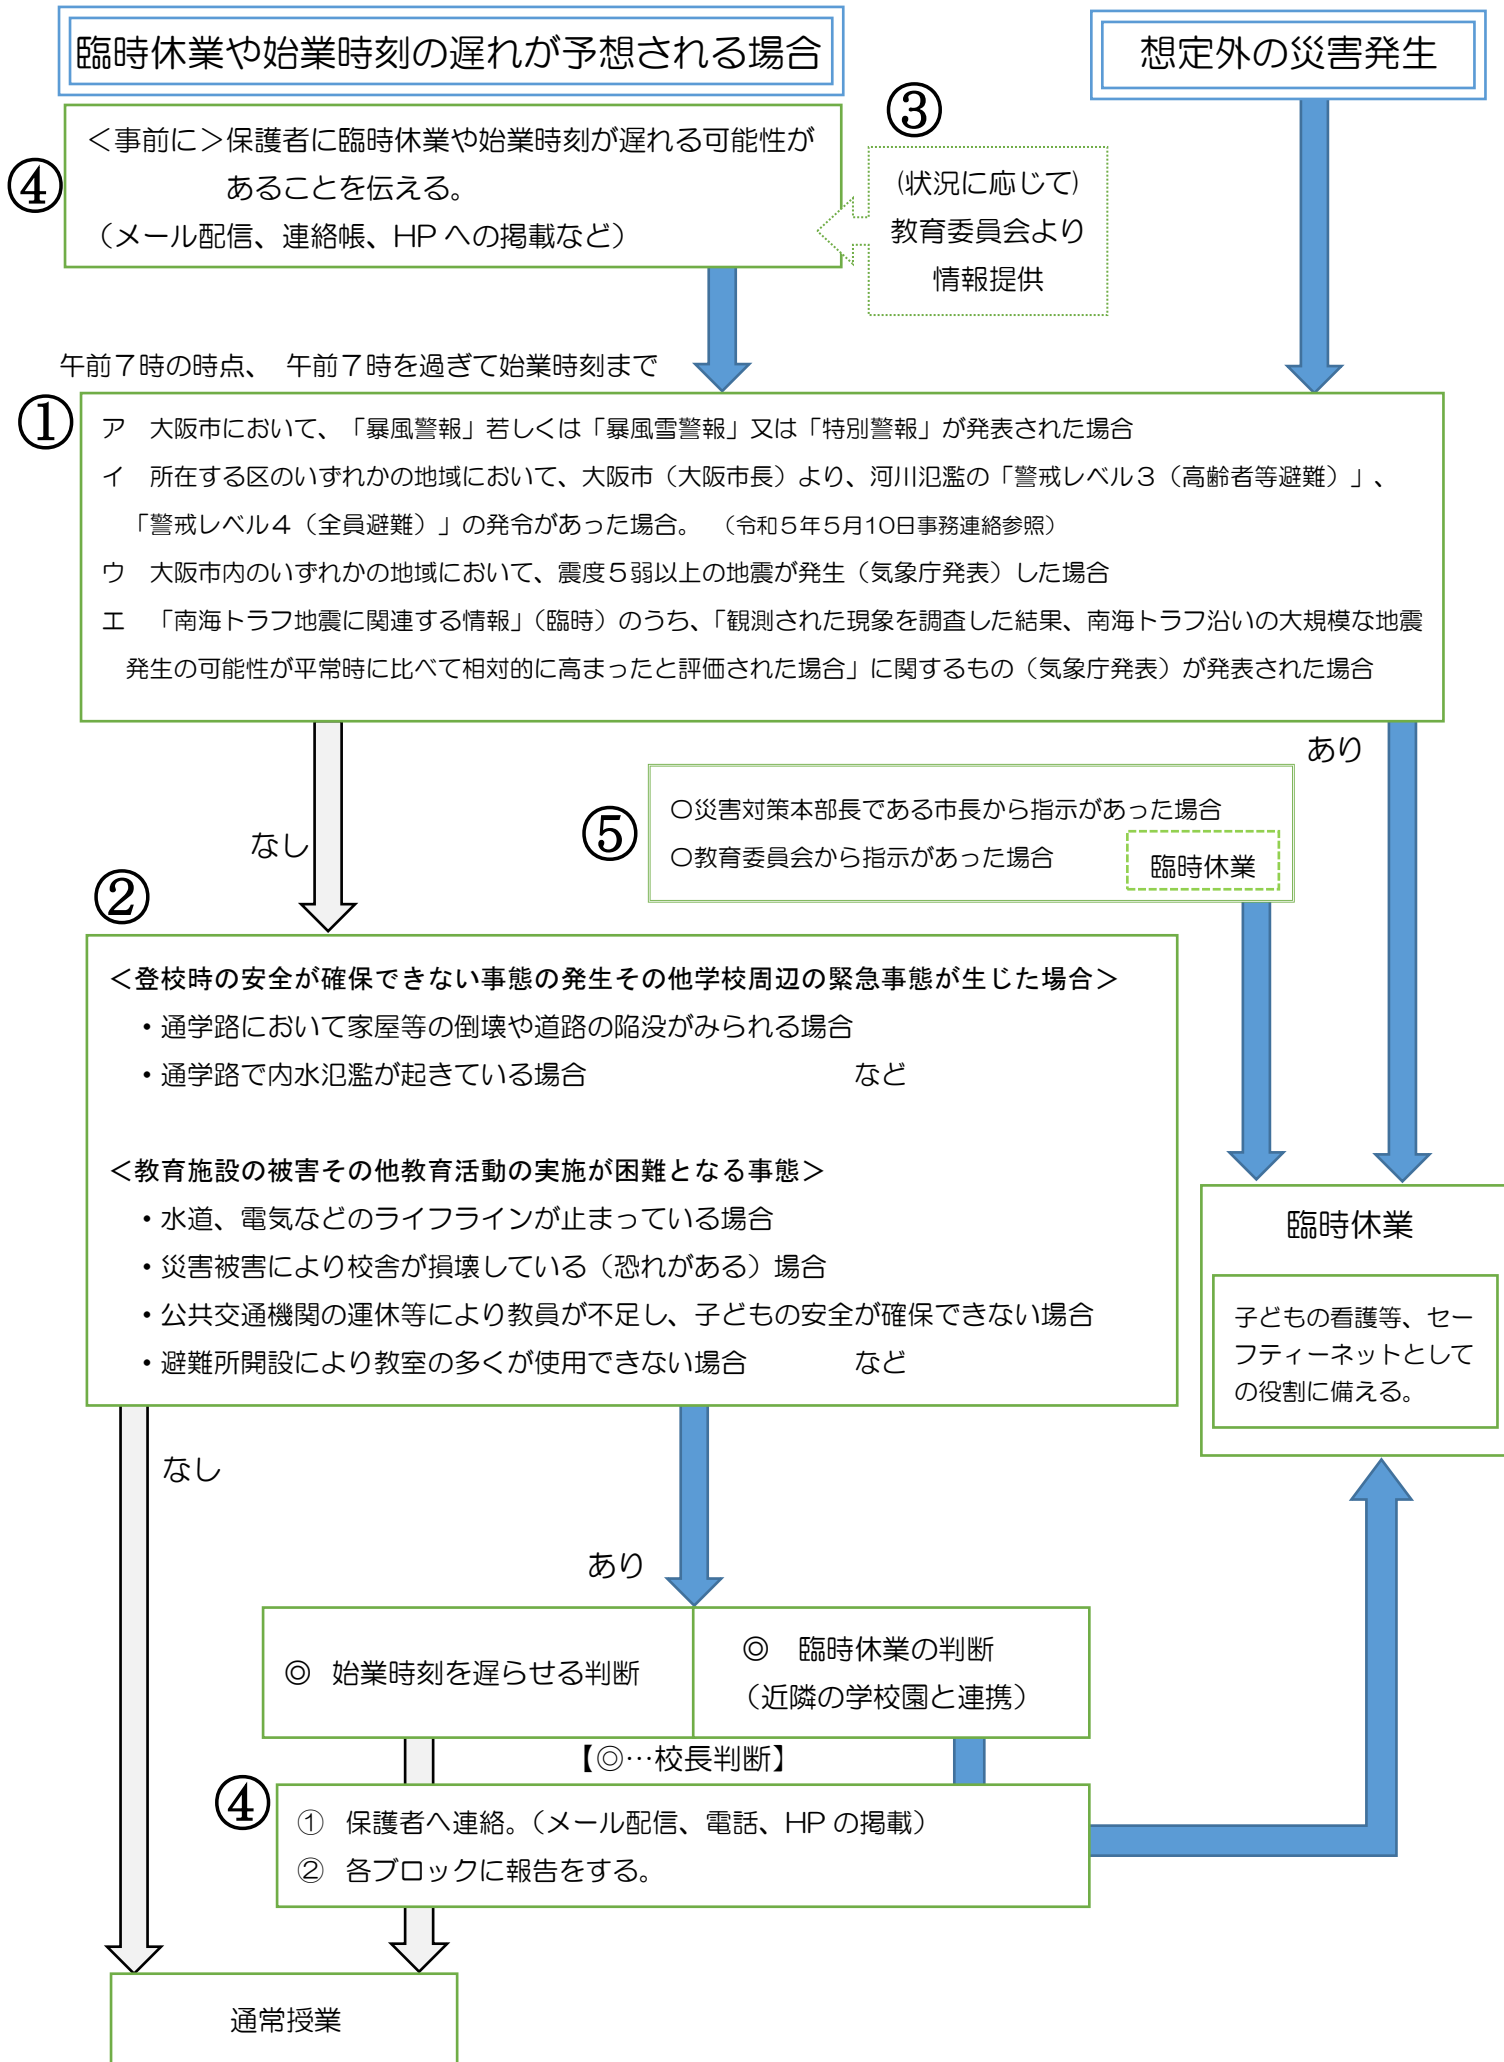 臨時休業や始業時刻の遅れが予想される場合
想定外の災害発生
④
＜事前に＞保護者に臨時休業や始業時刻が遅れる可能性が
あることを伝える。
（メール配信、連絡帳、HP への掲載など）
③
(状況に応じて)
教育委員会より
情報提供
午前７時の時点、 午前７時を過ぎて始業時刻まで
①
ア 大阪市において、「暴風警報」若しくは「暴風雪警報」又は「特別警報」が発表された場合
イ 所在する区のいずれかの地域において、大阪市（大阪市長）より、河川氾濫の「警戒レベル３（高齢者等避難）」、
「警戒レベル４（全員避難）」の発令があった場合。 （令和５年５月10日事務連絡参照）
ウ 大阪市内のいずれかの地域において、震度５弱以上の地震が発生（気象庁発表）した場合
エ 「南海トラフ地震に関連する情報」（臨時）のうち、「観測された現象を調査した結果、南海トラフ沿いの大規模な地震
発生の可能性が平常時に比べて相対的に高まったと評価された場合」に関するもの（気象庁発表）が発表された場合
あり
なし
⑤
〇災害対策本部長である市長から指示があった場合
〇教育委員会から指示があった場合
臨時休業
②
＜登校時の安全が確保できない事態の発生その他学校周辺の緊急事態が生じた場合＞
・通学路において家屋等の倒壊や道路の陥没がみられる場合
・通学路で内水氾濫が起きている場合 など
＜教育施設の被害その他教育活動の実施が困難となる事態＞
・水道、電気などのライフラインが止まっている場合
・災害被害により校舎が損壊している（恐れがある）場合
・公共交通機関の運休等により教員が不足し、子どもの安全が確保できない場合
・避難所開設により教室の多くが使用できない場合 など
臨時休業
子どもの看護等、セー
フティーネットとして
の役割に備える。
なし
あり
◎ 始業時刻を遅らせる判断
◎ 臨時休業の判断
（近隣の学校園と連携）
【◎…校長判断】
④
① 保護者へ連絡。（メール配信、電話、HP の掲載）
② 各ブロックに報告をする。
通常授業